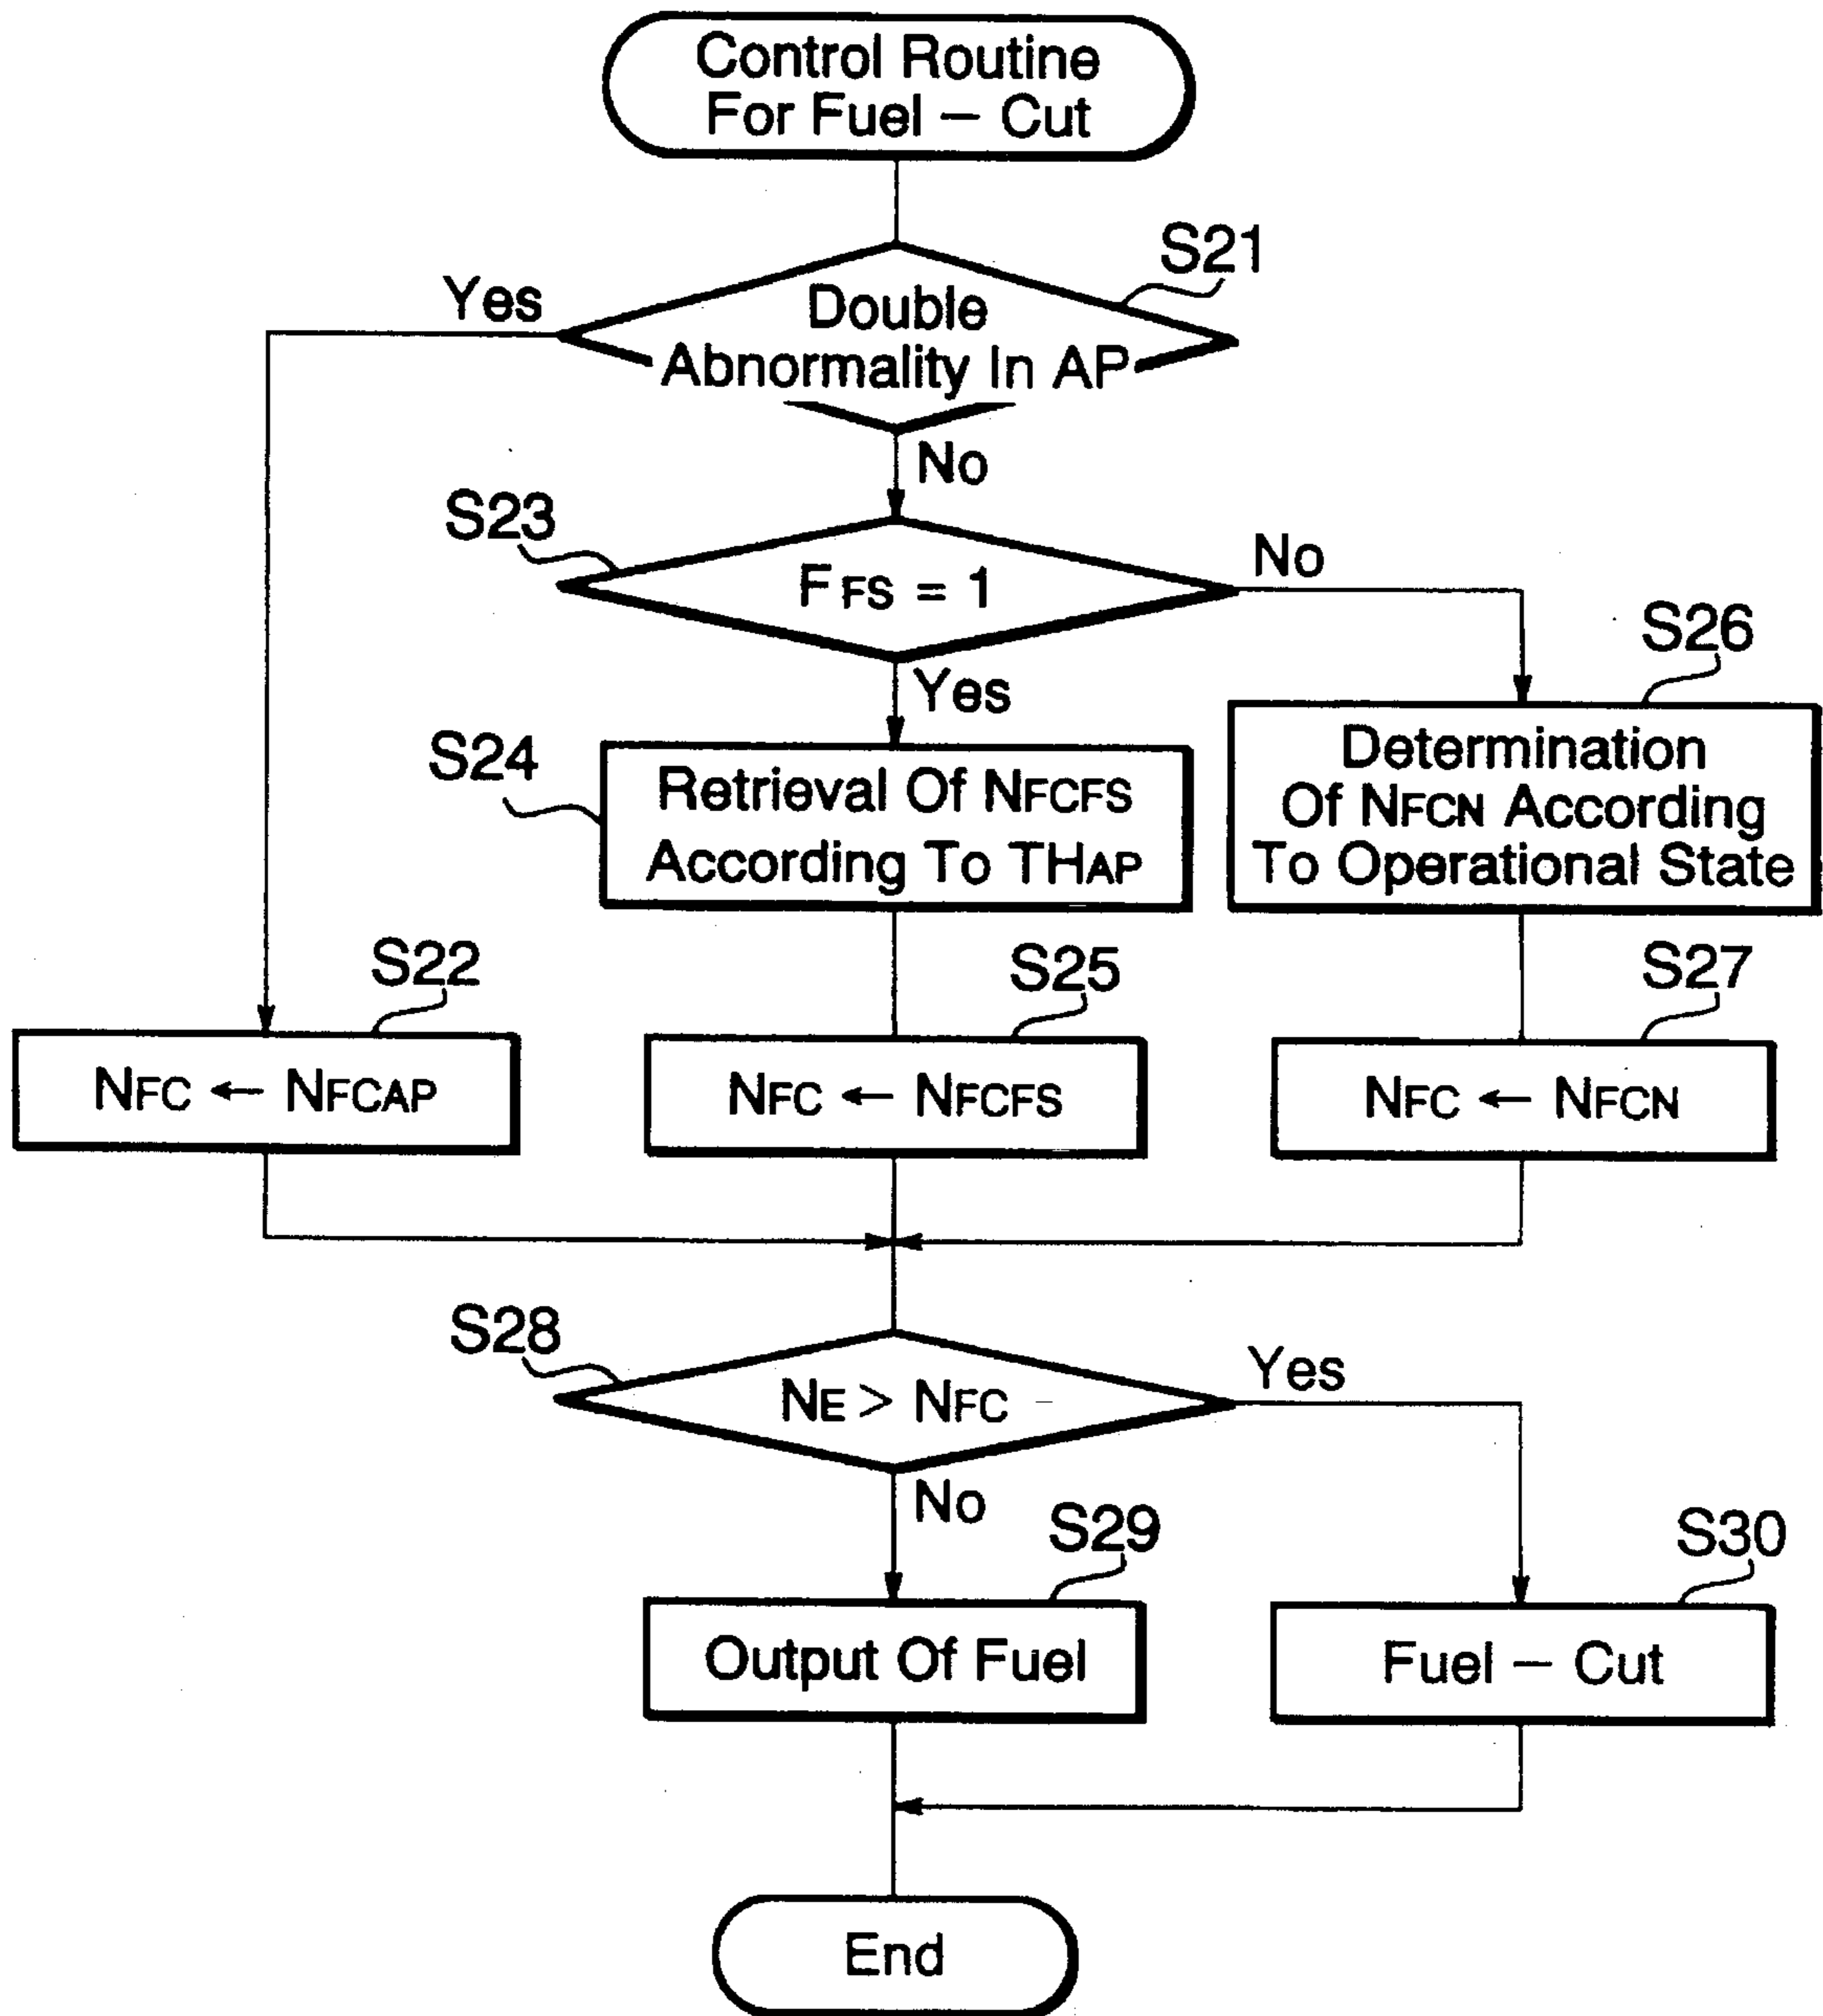 Control Routine
For Fuel – Cut
S21
Yes
Double
Abnormality In AP
No
S23
F FS = 1
No
S26
Yes
S24
Retrieval Of NFCFS
According To THAP
Determination
Of NFCN According
To Operational State
S22
S25
S27
NFC ← NFCAP
NFC ← NFCFS
NFC ← NFCN
S28
NE > NFC
Yes
No
S29
S30
Output Of Fuel
Fuel – Cut
End